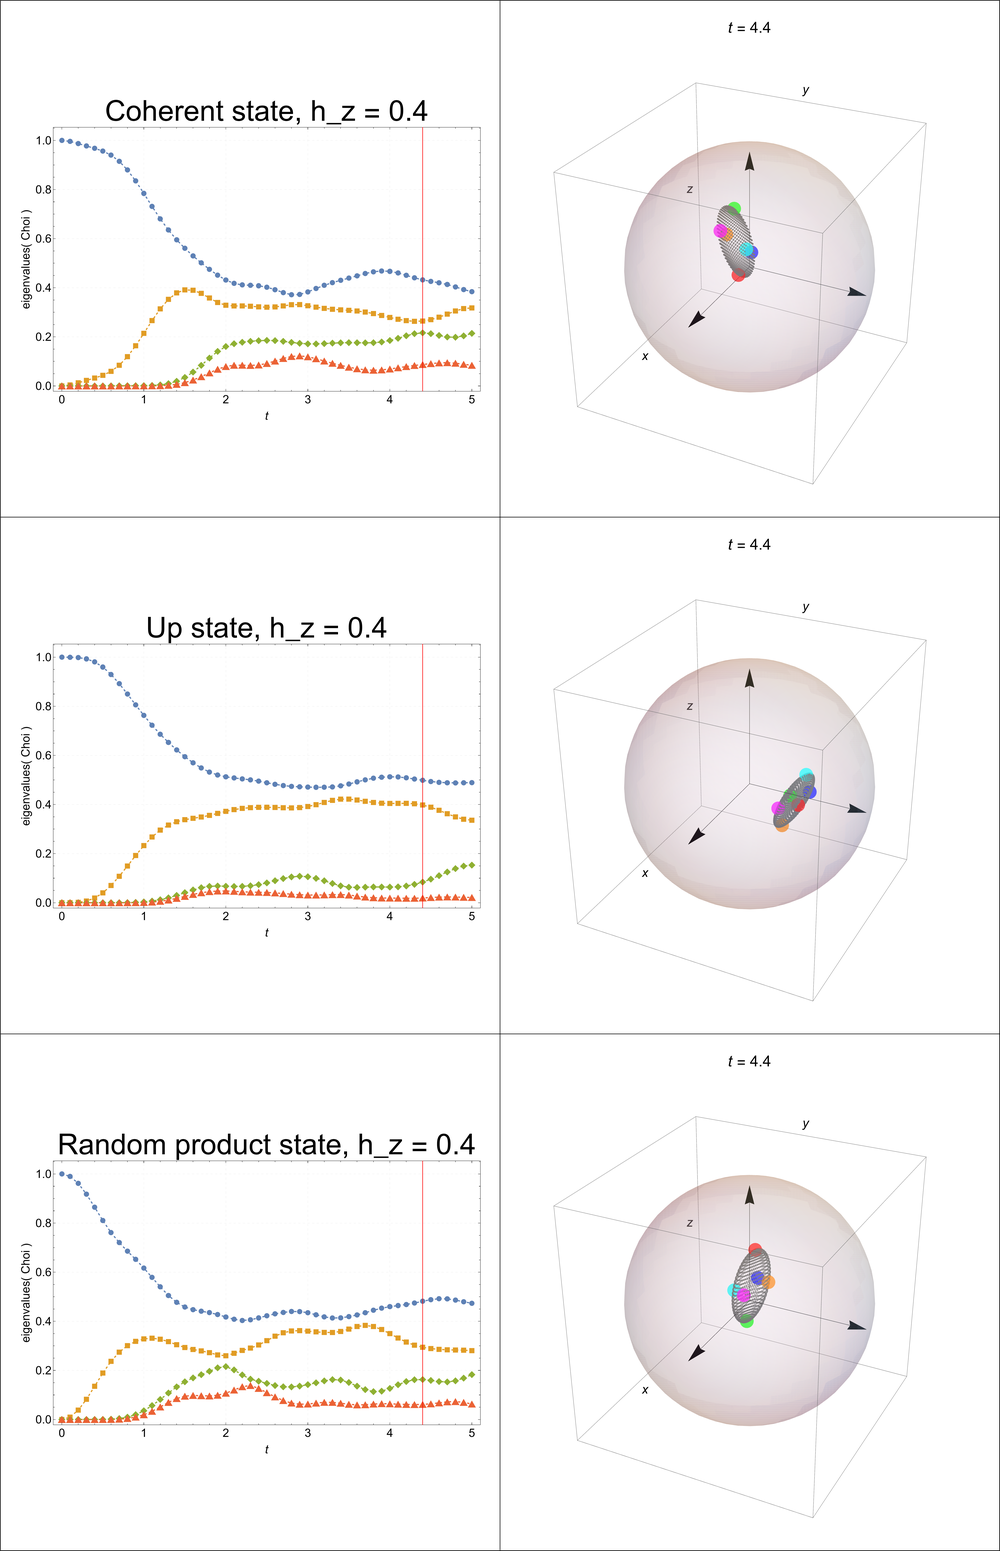 Coherent state, h_z = 0.4
eigenvalues( Choi )
1.0
0.8
0.6
0.4
0.2
0.0
0 1 2 3 4 5
t
t = 4.4
y
z
x
Up state, h_z = 0.4
eigenvalues( Choi )
1.0
0.8
0.6
0.4
0.2
0.0
0 1 2 3 4 5
t
t = 4.4
y
z
x
Random product state, h_z = 0.4
eigenvalues( Choi )
1.0
0.8
0.6
0.4
0.2
0.0
0 1 2 3 4 5
t
t = 4.4
y
z
x